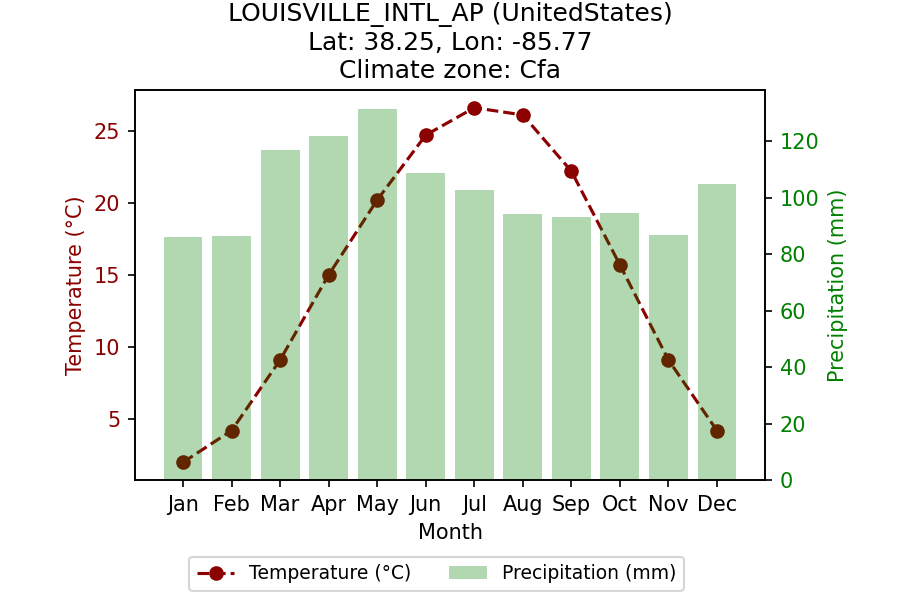 LOUISVILLE_INTL_AP (UnitedStates)
Lat: 38.25, Lon: -85.77
Climate zone: Cfa
Temperature (°C)
25
20
15
10
5
Precipitation (mm)
120
100
80
60
40
20
0
Jan Feb Mar Apr May Jun Jul Aug Sep Oct Nov Dec
Month
Temperature (°C) Precipitation (mm)